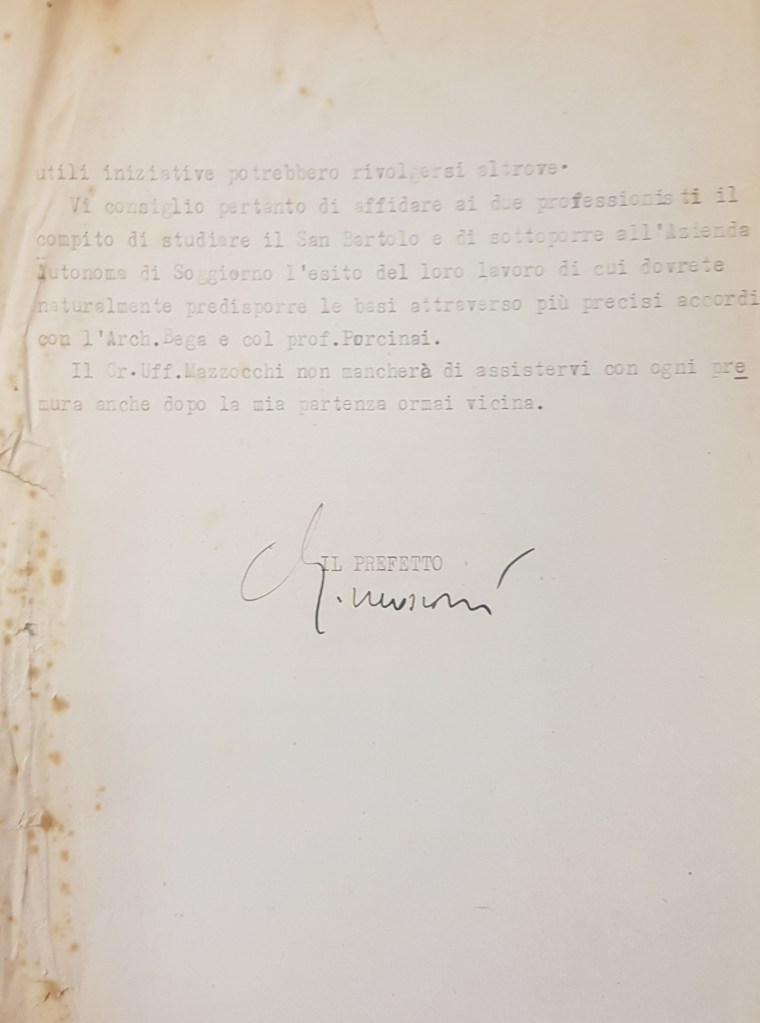 utili iniziative potrebbero rivolgersi altrove.
Vi consiglio pertanto di affidare ai due professionisti il
compito di studiare il San Bartolo e di sottoporre all'Azienda
Autonoma di Soggiorno l'esito del loro lavoro di cui dovrete
naturalmente predisporre le basi attraverso più precisi accordi
con l'Arch.Bega e col prof.Porcinai.
Il Gr.Uff.Mazzocchi non mancherà di assistervi con ogni pre
mura anche dopo la mia partenza ormai vicina.
IL PREFETTO